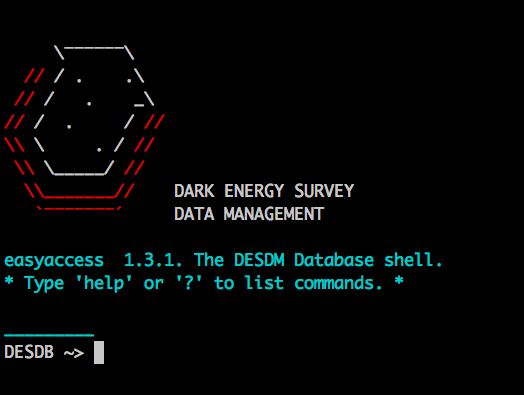 DARK ENERGY SURVEY
DATA MANAGEMENT
easyaccess  1.3.1. The DESDM Database shell.
* Type 'help' or '?' to list commands. *
DESDB ~>